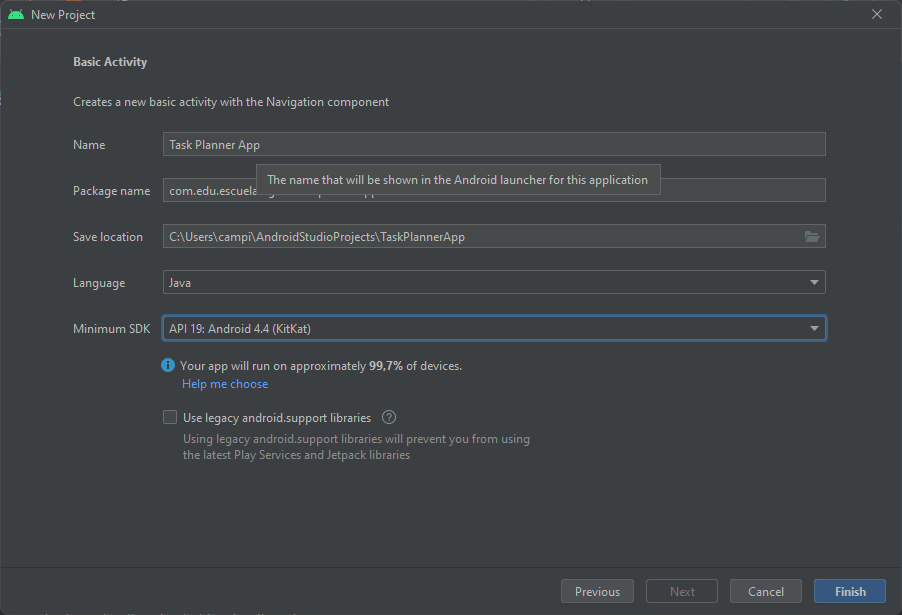 New Project
Basic Activity
Creates a new basic activity with the Navigation component
Name
Task Planner App
The name that will be shown in the Android launcher for this application
Package name
com.edu.escuela
Save location
C:\Users\campi\AndroidStudioProjects\TaskPlannerApp
Language
Java
Minimum SDK
API 19: Android 4.4 (KitKat)
i Your app will run on approximately 99,7% of devices.
Help me choose
Use legacy android.support libraries ?
Using legacy android.support libraries will prevent you from using
the latest Play Services and Jetpack libraries
Previous
Next
Cancel
Finish